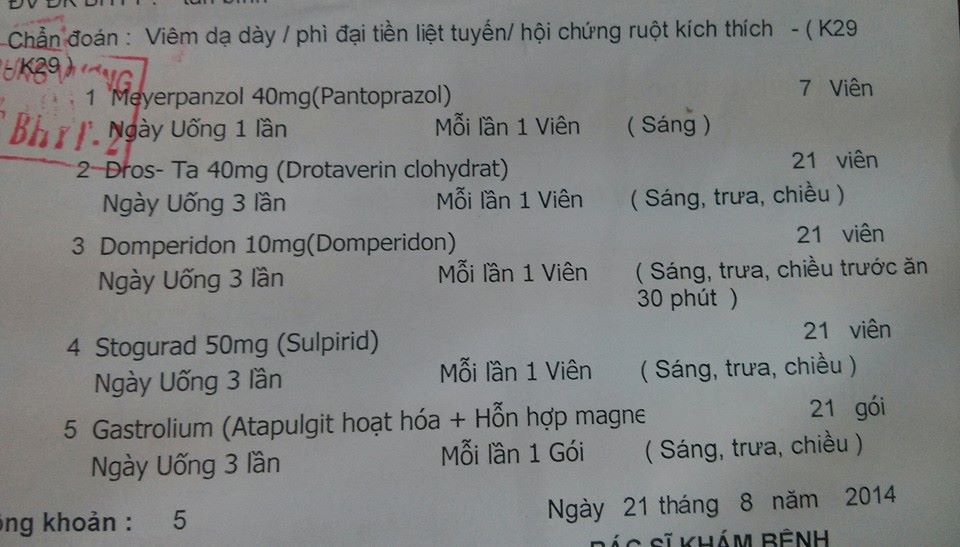 ĐV ĐK BHYT : tân bình
Chẩn đoán : Viêm dạ dày / phì đại tiền liệt tuyến/ hội chứng ruột kích thích - ( K29
- K29 )
BhYT-2
1 Meyerpanzol 40mg(Pantoprazol) 7 Viên
Ngày Uống 1 lần Mỗi lần 1 Viên ( Sáng )
2 Dros- Ta 40mg (Drotaverin clohydrat) 21 viên
Ngày Uống 3 lần Mỗi lần 1 Viên ( Sáng, trưa, chiều )
3 Domperidon 10mg(Domperidon) 21 viên
Ngày Uống 3 lần Mỗi lần 1 Viên ( Sáng, trưa, chiều trước ăn
30 phút )
4 Stogurad 50mg (Sulpirid) 21 viên
Ngày Uống 3 lần Mỗi lần 1 Viên ( Sáng, trưa, chiều )
5 Gastrolium (Atapulgit hoạt hóa + Hỗn hợp magne 21 gói
Ngày Uống 3 lần Mỗi lần 1 Gói ( Sáng, trưa, chiều )
Ngày 21 tháng 8 năm 2014
ộng khoản : 5
BÁC SĨ KHÁM BỆNH